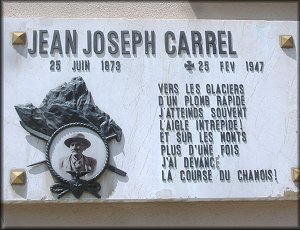 JEAN JOSEPH CARREL
25 JUIN 1873 ✠ 25 FEV 1947
VERS LES GLACIERS
D'UN PLOMB RAPIDE
J'ATTEINDS SOUVENT
L'AIGLE INTREPIDE!
ET SUR LES MONTS
PLUS D'UNE FOIS
J'AI DEVANCÉ
LA COURSE DU CHAMOIS!